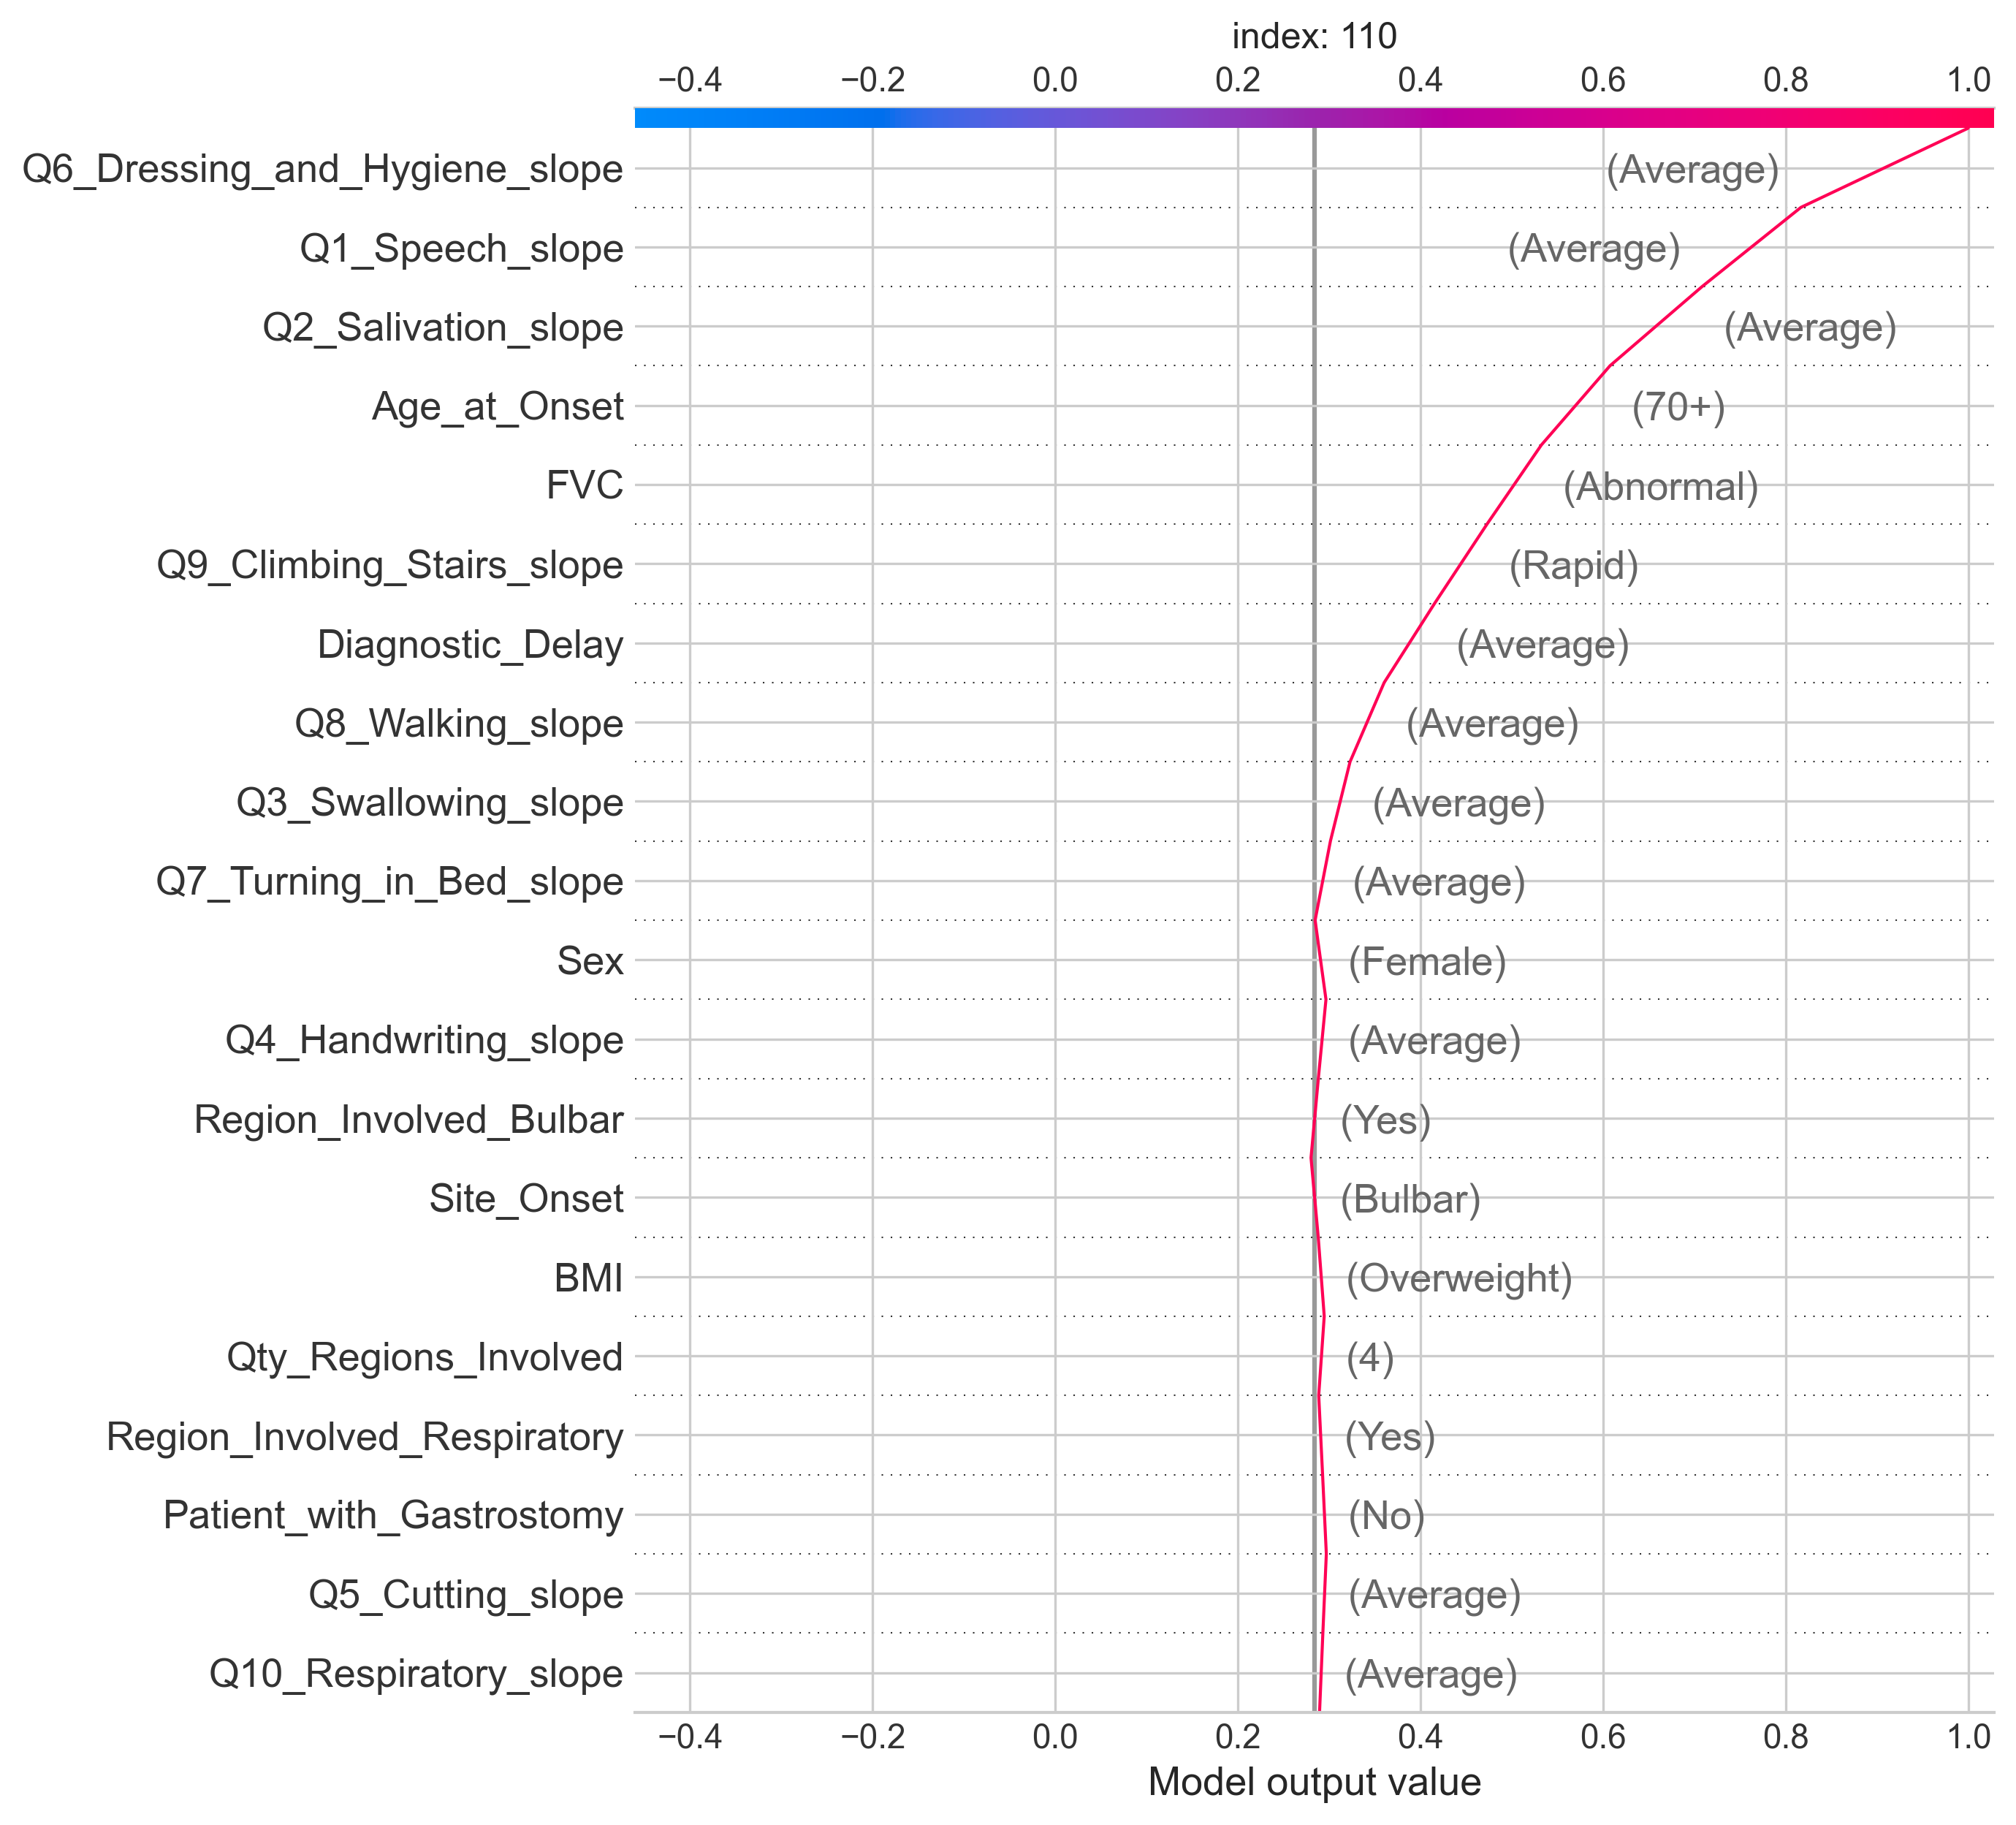 index: 110
−0.4 −0.2 0.0 0.2 0.4 0.6 0.8 1.0
Q6_Dressing_and_Hygiene_slope (Average)
Q1_Speech_slope (Average)
Q2_Salivation_slope (Average)
Age_at_Onset (70+)
FVC (Abnormal)
Q9_Climbing_Stairs_slope (Rapid)
Diagnostic_Delay (Average)
Q8_Walking_slope (Average)
Q3_Swallowing_slope (Average)
Q7_Turning_in_Bed_slope (Average)
Sex (Female)
Q4_Handwriting_slope (Average)
Region_Involved_Bulbar (Yes)
Site_Onset (Bulbar)
BMI (Overweight)
Qty_Regions_Involved (4)
Region_Involved_Respiratory (Yes)
Patient_with_Gastrostomy (No)
Q5_Cutting_slope (Average)
Q10_Respiratory_slope (Average)
−0.4 −0.2 0.0 0.2 0.4 0.6 0.8 1.0
Model output value